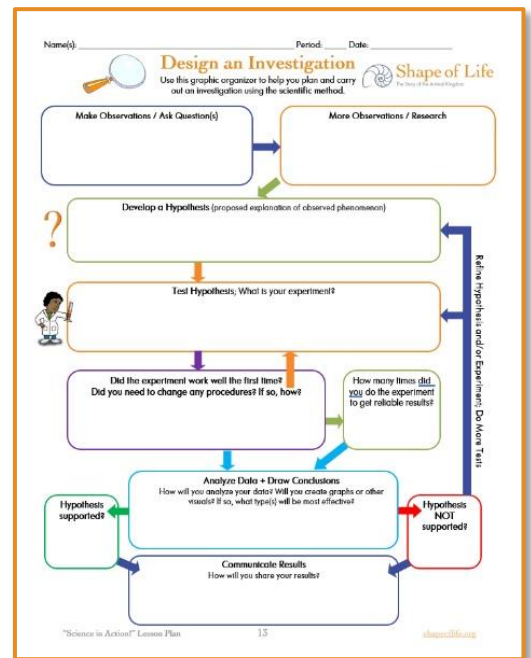 Name(s): Period: Date:
Design an Investigation
Use this graphic organizer to help you plan and carry
out an investigation using the scientific method.
Shape of Life
The Story of the Animal Kingdom
Make Observations / Ask Question(s)
More Observations / Research
Develop a Hypothesis (proposed explanation of observed phenomenon)
?
Test Hypothesis; What is your experiment?
Refine Hypothesis and/or Experiment; Do More Tests
Did the experiment work well the first time?
Did you need to change any procedures? If so, how?
How many times did
you do the experiment
to get reliable results?
Analyze Data + Draw Conclusions
How will you analyze your data? Will you create graphs or other
visuals? If so, what type(s) will be most effective?
Hypothesis
supported?
Hypothesis
NOT
supported?
Communicate Results
How will you share your results?
"Science is Action!" Lesson Plan 13 shapeoflife.org